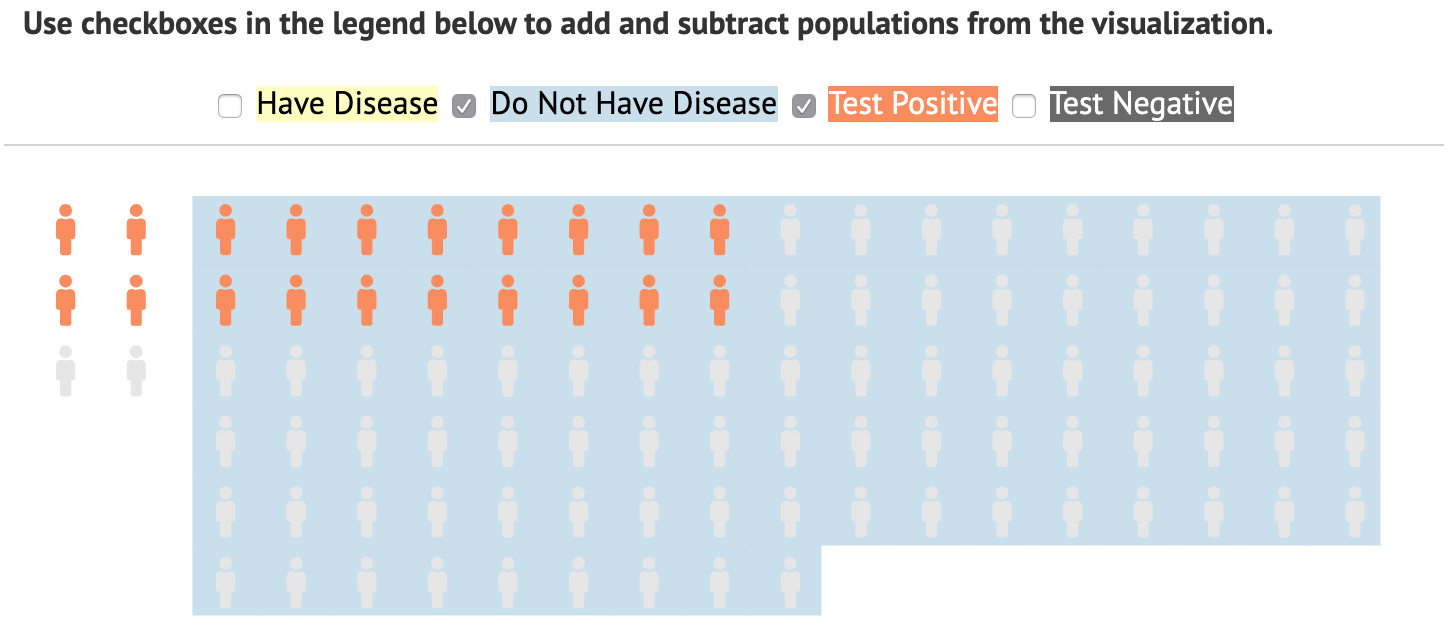 Use checkboxes in the legend below to add and subtract populations from the visualization.
Have Disease Do Not Have Disease Test Positive Test Negative